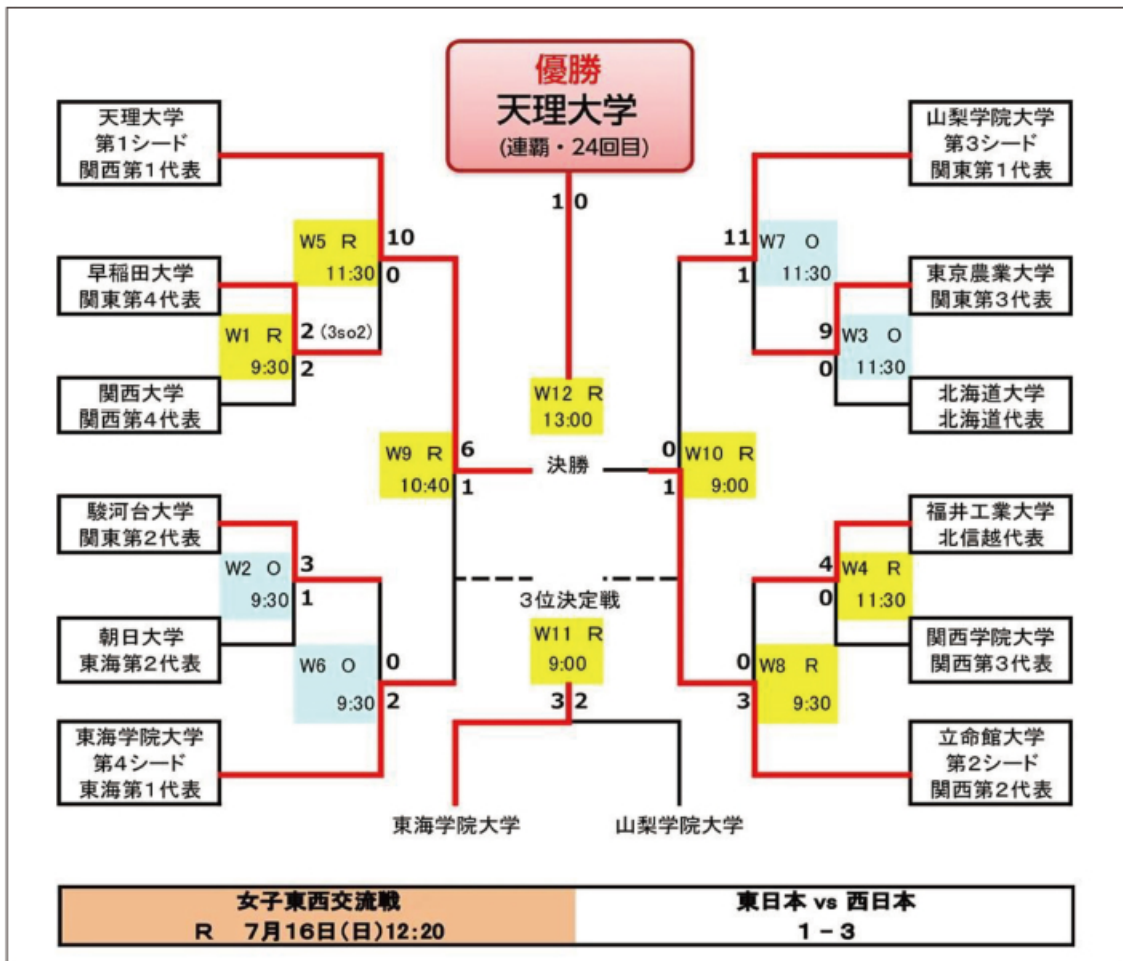 優勝
天理大学
(連覇・24回目)
1 0
天理大学
第1シード
関西第1代表
W5 R
11:30
10
0
早稲田大学
関東第4代表
W1 R
9:30
2 (3so2)
2
関西大学
関西第4代表
W9 R
10:40
6
1
駿河台大学
関東第2代表
W2 O
9:30
3
1
朝日大学
東海第2代表
W6 O
9:30
0
2
東海学院大学
第4シード
東海第1代表
W12 R
13:00
決勝
3位決定戦
W11 R
9:00
3 2
東海学院大学
山梨学院大学
山梨学院大学
第3シード
関東第1代表
11
1
W7 O
11:30
東京農業大学
関東第3代表
9
0
W3 O
11:30
北海道大学
北海道代表
0
1
W10 R
9:00
福井工業大学
北信越代表
4
0
W4 R
11:30
関西学院大学
関西第3代表
0
3
W8 R
9:30
立命館大学
第2シード
関西第2代表
女子東西交流戦
R 7月16日(日)12:20
東日本 vs 西日本
1 - 3